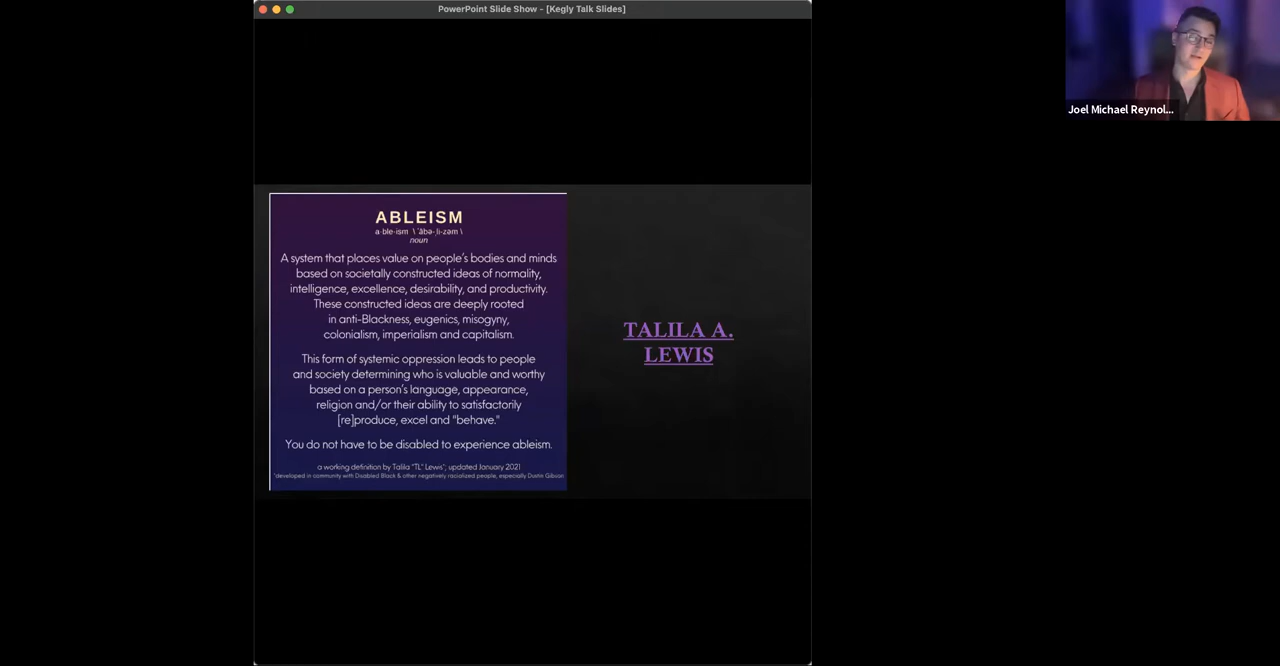 PowerPoint Slide Show - [Kegly Talk Slides]
Joel Michael Reynol...
ABLEISM
a·ble·ism \ ˈābə-ˌli-zəm \
noun
A system that places value on people’s bodies and minds
based on societally constructed ideas of normality,
intelligence, excellence, desirability, and productivity.
These constructed ideas are deeply rooted
in anti-Blackness, eugenics, misogyny,
colonialism, imperialism and capitalism.
This form of systemic oppression leads to people
and society determining who is valuable and worthy
based on a person’s language, appearance,
religion and/or their ability to satisfactorily
[re]produce, excel and "behave."
You do not have to be disabled to experience ableism.
a working definition by Talila "TL" Lewis*; updated January 2021
*developed in community with Disabled Black & other negatively racialized people, especially Dustin Gibson
TALILA A.
LEWIS